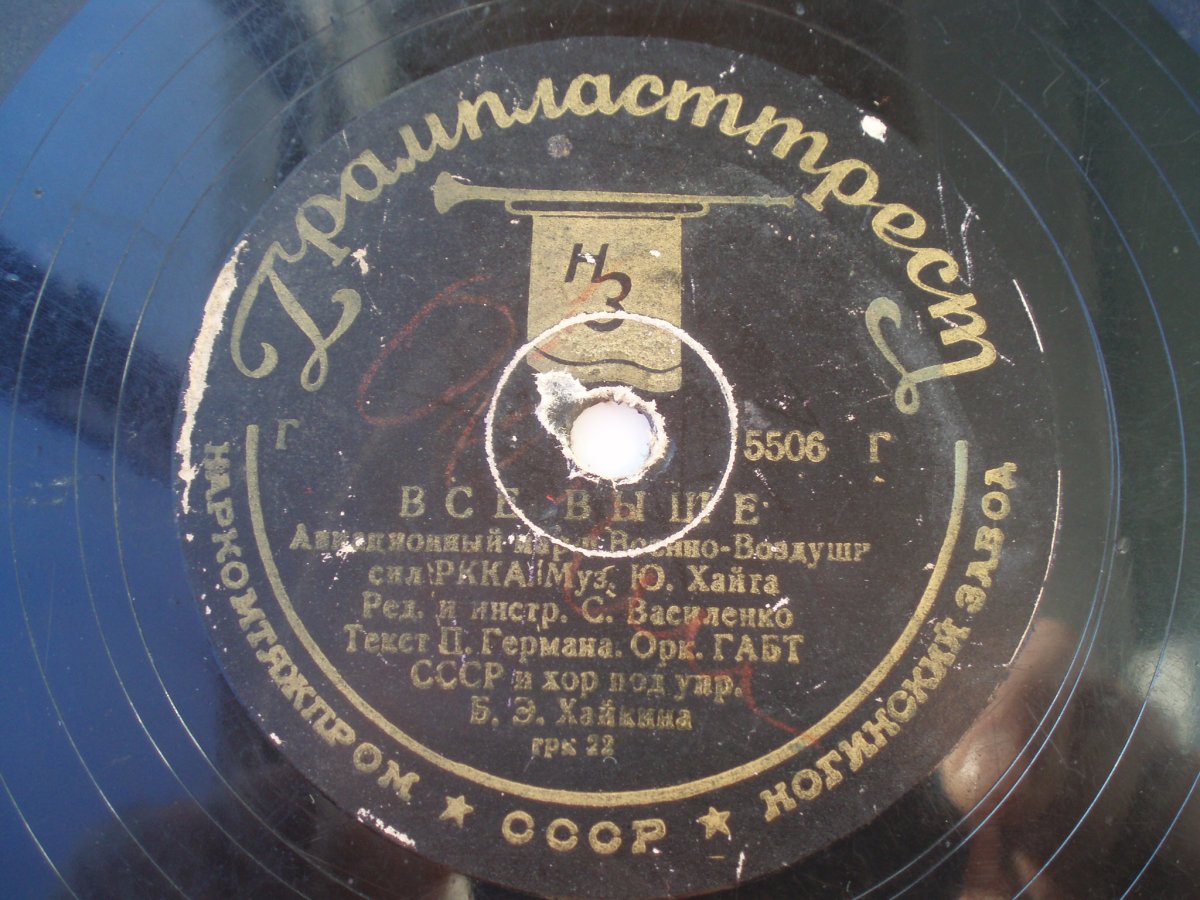 Грампласттрест
НЗ
Г 5506 Г
ВСЕ ВЫШЕ
Авиационный марш Военно-Воздушн
сил РККА Муз. Ю. Хайта
Ред. и инстр. С. Василенко
Текст П. Германа. Орк. ГАБТ
СССР и хор под упр.
Б. Э. Хайкина
грк 22
НАРКОМТЯЖПРОМ ★ СССР ★ НОГИНСКИЙ ЗАВОД